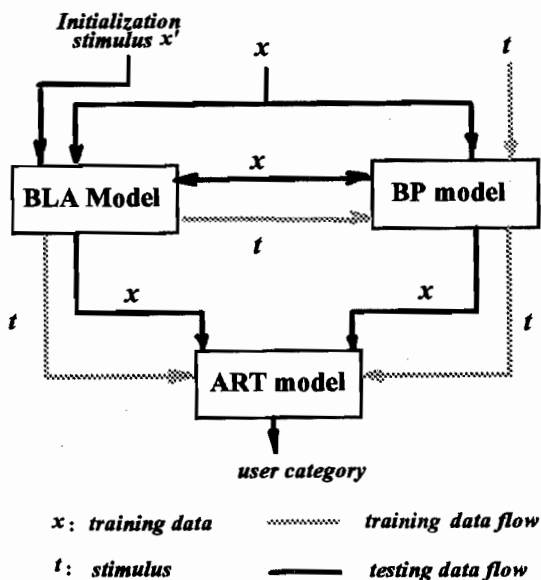 Initialization
stimulus x'
x
t
BLA Model
x
BP model
t
x
x
t
t
ART model
user category
x: training data
training data flow
t: stimulus
testing data flow